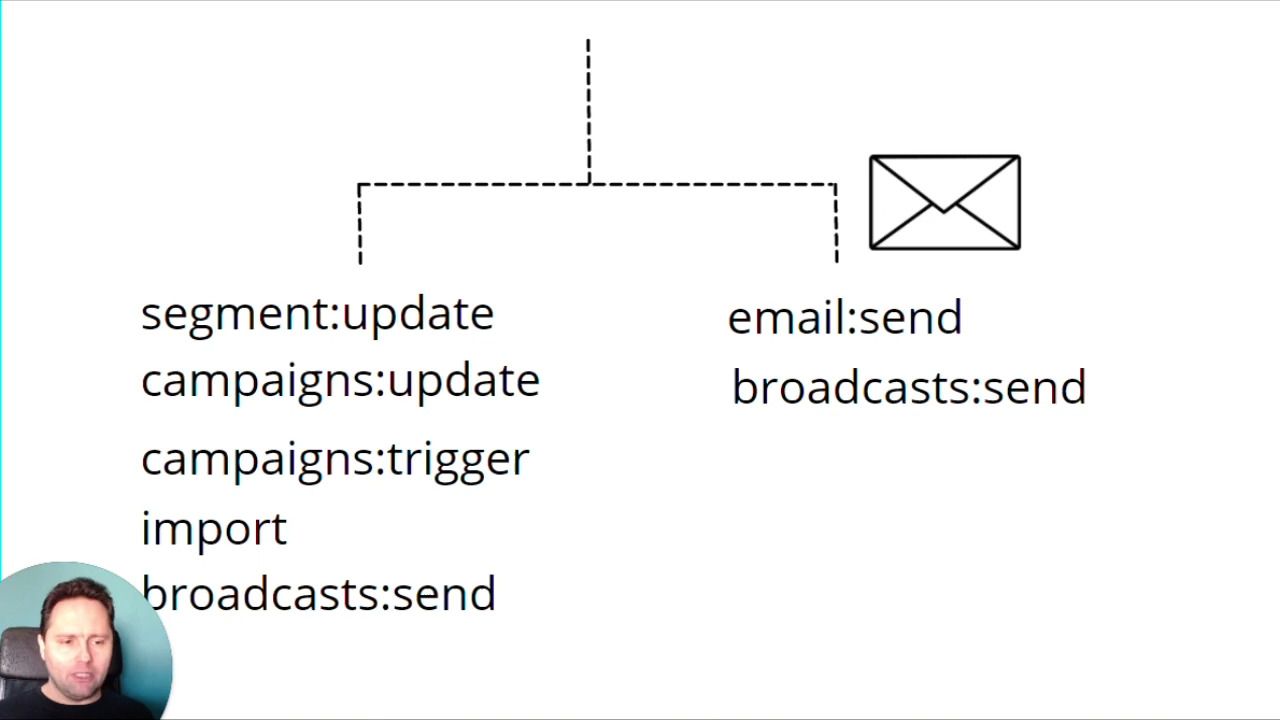 segment:update
campaigns:update
campaigns:trigger
import
broadcasts:send
email:send
broadcasts:send